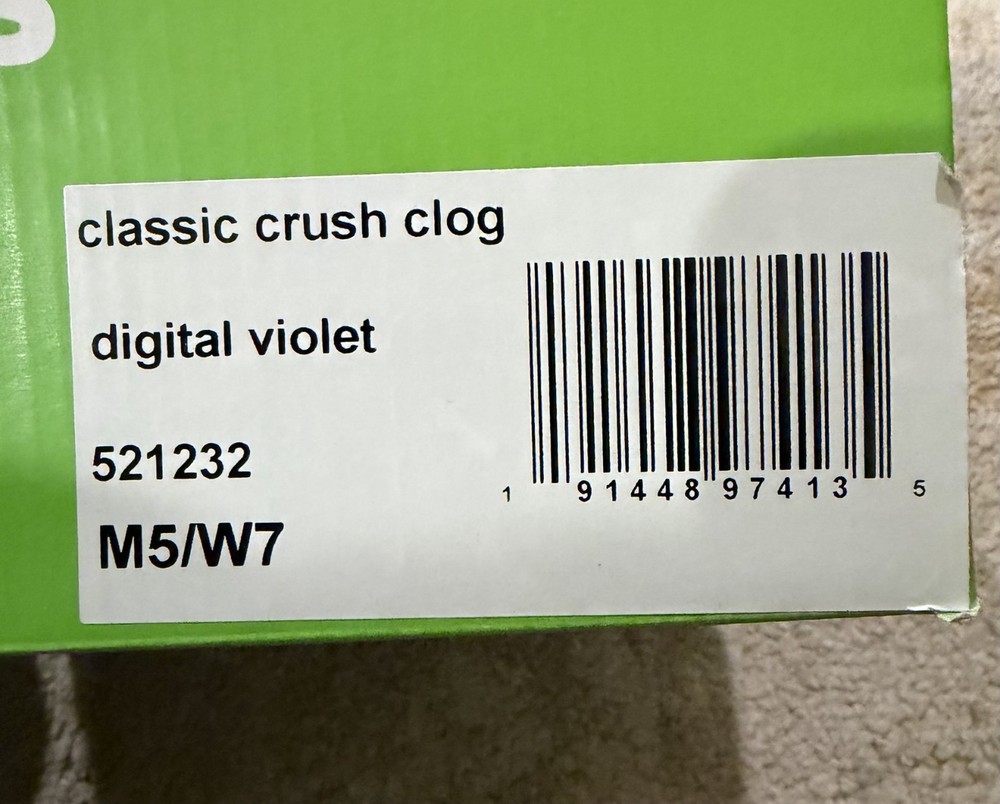 classic crush clog
digital violet
521232
M5/W7
1 91448 97413 5